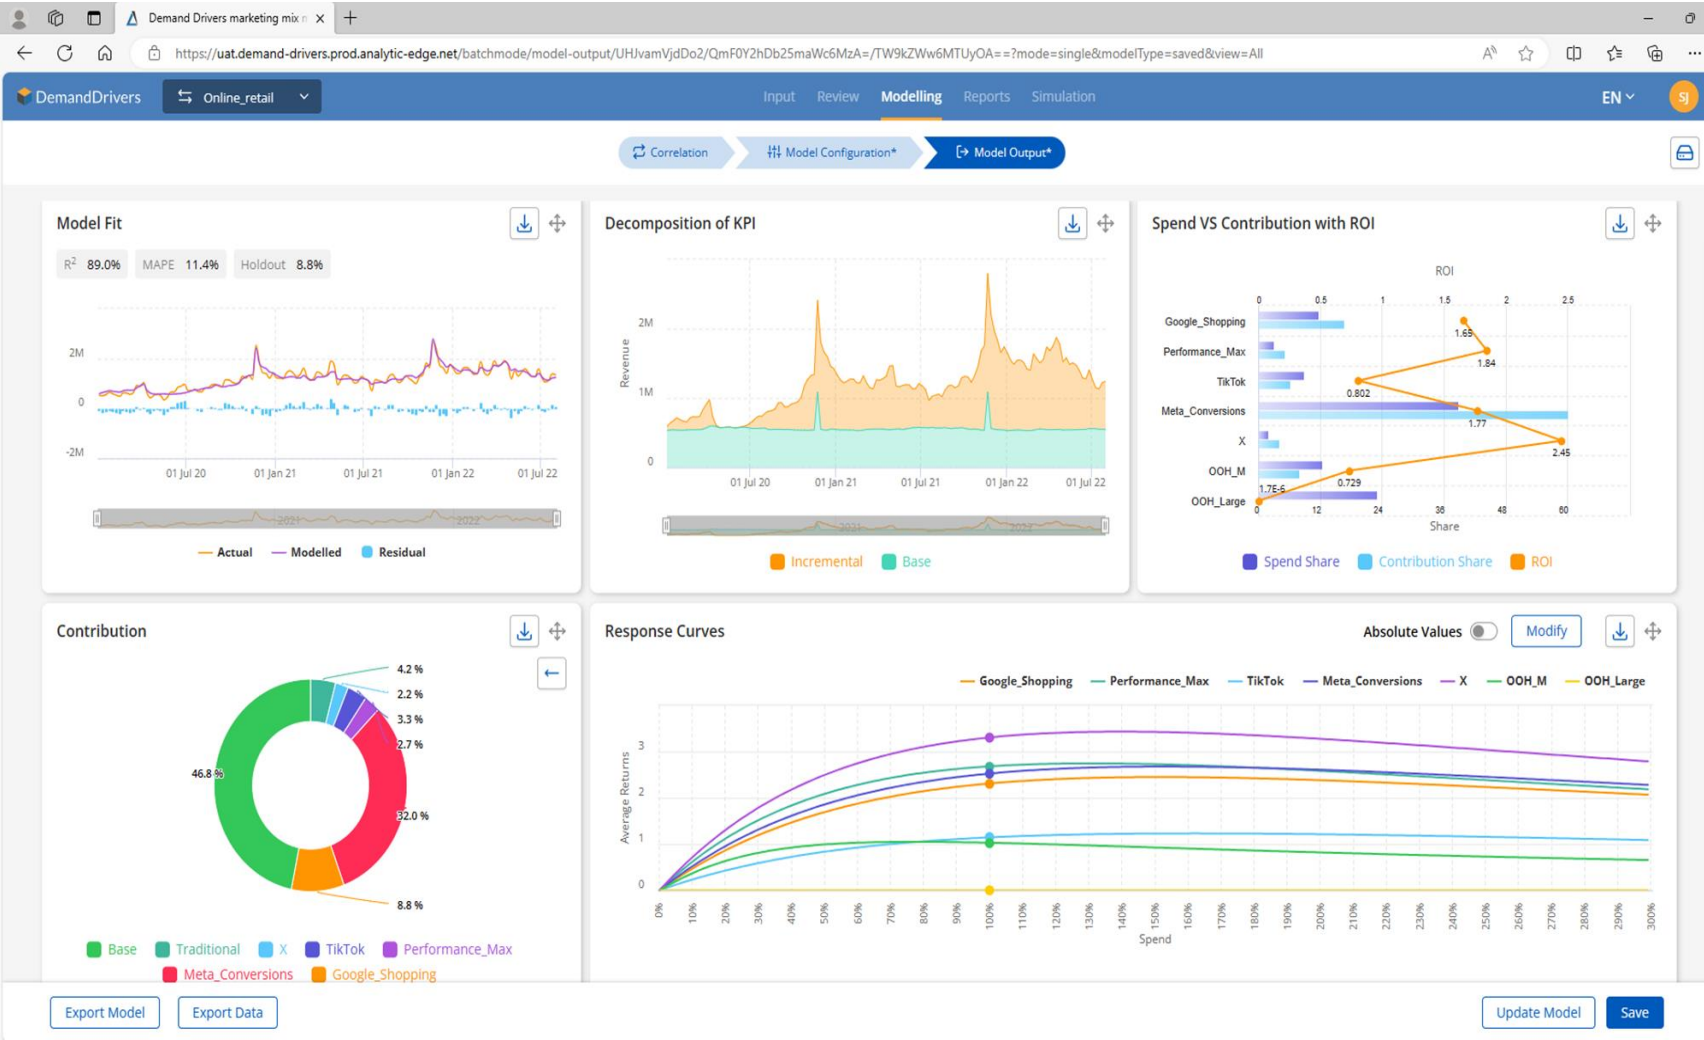 Demand Drivers marketing mix m
https://uat.demand-drivers.prod.analytic-edge.net/batchmode/model-output/UHJvamVjdDo2/QmF0Y2hDb25maWc6MzA=/TW9kZWw6MTUyOA==?mode=single&modelType=saved&view=All
DemandDrivers
Online_retail
Input
Review
Modelling
Reports
Simulation
EN
SJ
Correlation
Model Configuration*
Model Output*
Model Fit
R² 89.0%
MAPE 11.4%
Holdout 8.8%
2M
0
-2M
01 Jul 20
01 Jan 21
01 Jul 21
01 Jan 22
01 Jul 22
2021
2022
Actual
Modelled
Residual
Decomposition of KPI
Revenue
2M
1M
0
01 Jul 20
01 Jan 21
01 Jul 21
01 Jan 22
01 Jul 22
2021
2022
Incremental
Base
Spend VS Contribution with ROI
ROI
0
0.5
1
1.5
2
2.5
Google_Shopping
1.65
Performance_Max
1.84
TikTok
0.802
Meta_Conversions
1.77
X
2.45
OOH_M
0.729
1.7E-6
OOH_Large
0
12
24
36
48
60
Share
Spend Share
Contribution Share
ROI
Contribution
4.2 %
2.2 %
3.3 %
2.7 %
46.8 %
32.0 %
8.8 %
Base
Traditional
X
TikTok
Performance_Max
Meta_Conversions
Google_Shopping
Response Curves
Absolute Values
Modify
Google_Shopping
Performance_Max
TikTok
Meta_Conversions
X
OOH_M
OOH_Large
Average Returns
3
2
1
0
0%
10%
20%
30%
40%
50%
60%
70%
80%
90%
100%
110%
120%
130%
140%
150%
160%
170%
180%
190%
200%
210%
220%
230%
240%
250%
260%
270%
280%
290%
300%
Spend
Export Model
Export Data
Update Model
Save